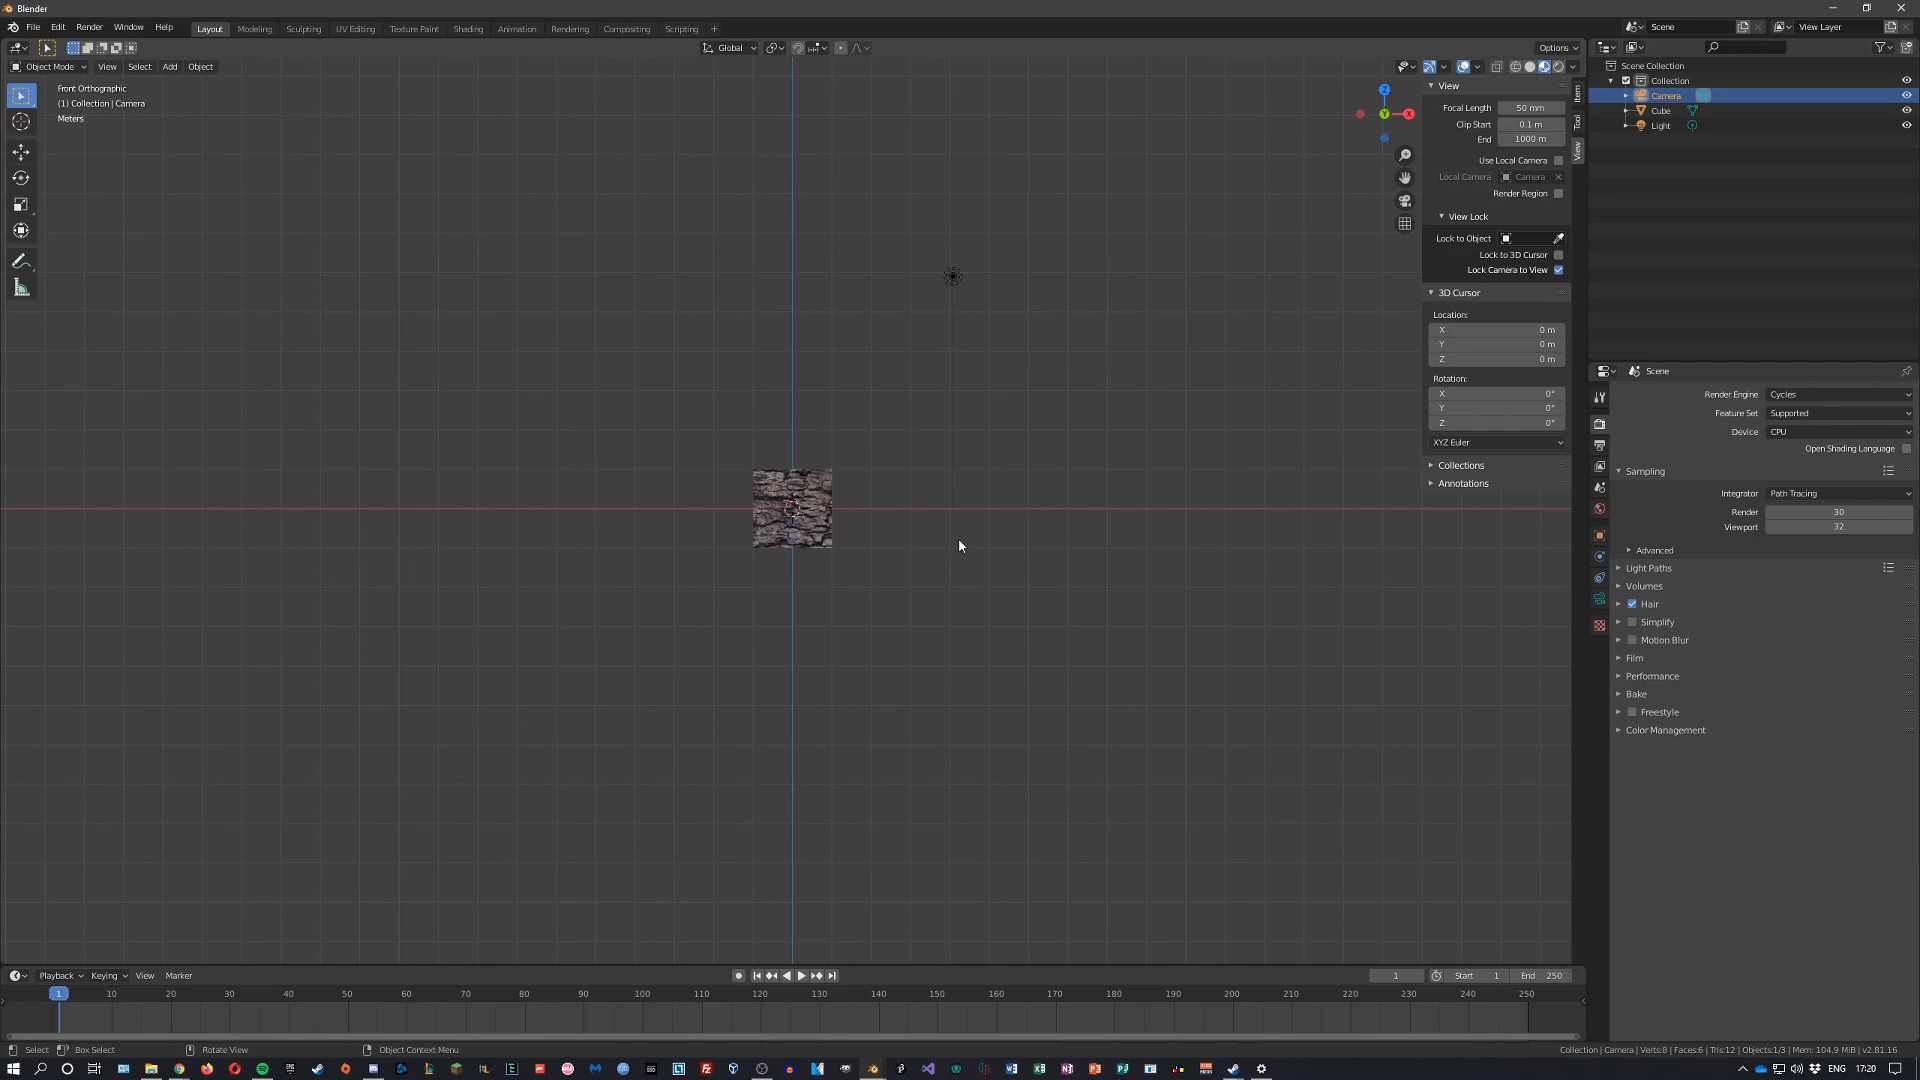 Blender
File Edit Render Window Help
Layout Modeling Sculpting UV Editing Texture Paint Shading Animation Rendering Compositing Scripting +
Scene
View Layer
Global
Options
Object Mode View Select Add Object
Front Orthographic
(1) Collection | Camera
Meters
Z
Y
X
Item
Tool
View
View
Focal Length 50 mm
Clip Start 0.1 m
End 1000 m
Use Local Camera
Local Camera Camera
Render Region
View Lock
Lock to Object
Lock to 3D Cursor
Lock Camera to View
3D Cursor
Location:
X 0 m
Y 0 m
Z 0 m
Rotation:
X 0°
Y 0°
Z 0°
XYZ Euler
Collections
Annotations
Scene Collection
Collection
Camera
Cube
Light
Scene
Render Engine Cycles
Feature Set Supported
Device CPU
Open Shading Language
Sampling
Integrator Path Tracing
Render 30
Viewport 32
Advanced
Light Paths
Volumes
Hair
Simplify
Motion Blur
Film
Performance
Bake
Freestyle
Color Management
Playback Keying View Marker
1 Start 1 End 250
1 10 20 30 40 50 60 70 80 90 100 110 120 130 140 150 160 170 180 190 200 210 220 230 240 250
Select Box Select Rotate View Object Context Menu
Collection | Camera | Verts:8 | Faces:6 | Tris:12 | Objects:1/3 | Mem: 104.9 MiB | v2.81.16
ENG 17:20